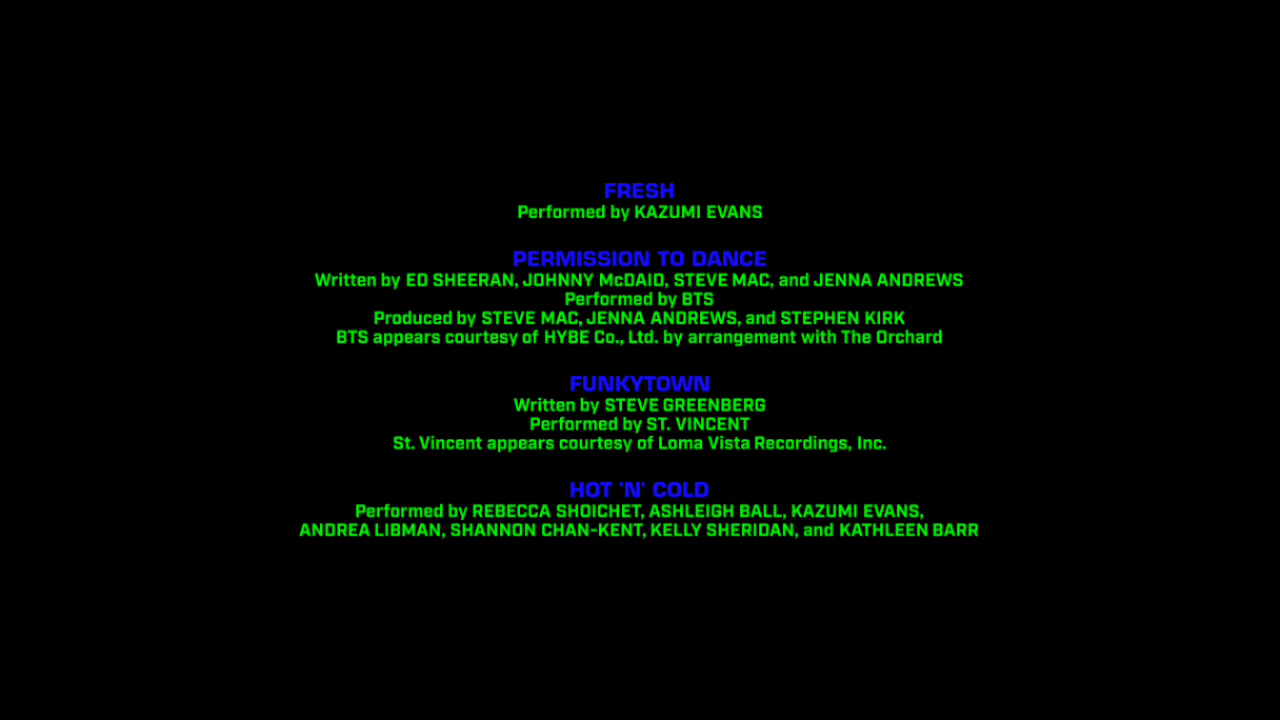 FRESH
Performed by KAZUMI EVANS
PERMISSION TO DANCE
Written by ED SHEERAN, JOHNNY McDAID, STEVE MAC, and JENNA ANDREWS
Performed by BTS
Produced by STEVE MAC, JENNA ANDREWS, and STEPHEN KIRK
BTS appears courtesy of HYBE Co., Ltd. by arrangement with The Orchard
FUNKYTOWN
Written by STEVE GREENBERG
Performed by ST. VINCENT
St. Vincent appears courtesy of Loma Vista Recordings, Inc.
HOT 'N' COLD
Performed by REBECCA SHOICHET, ASHLEIGH BALL, KAZUMI EVANS,
ANDREA LIBMAN, SHANNON CHAN-KENT, KELLY SHERIDAN, and KATHLEEN BARR